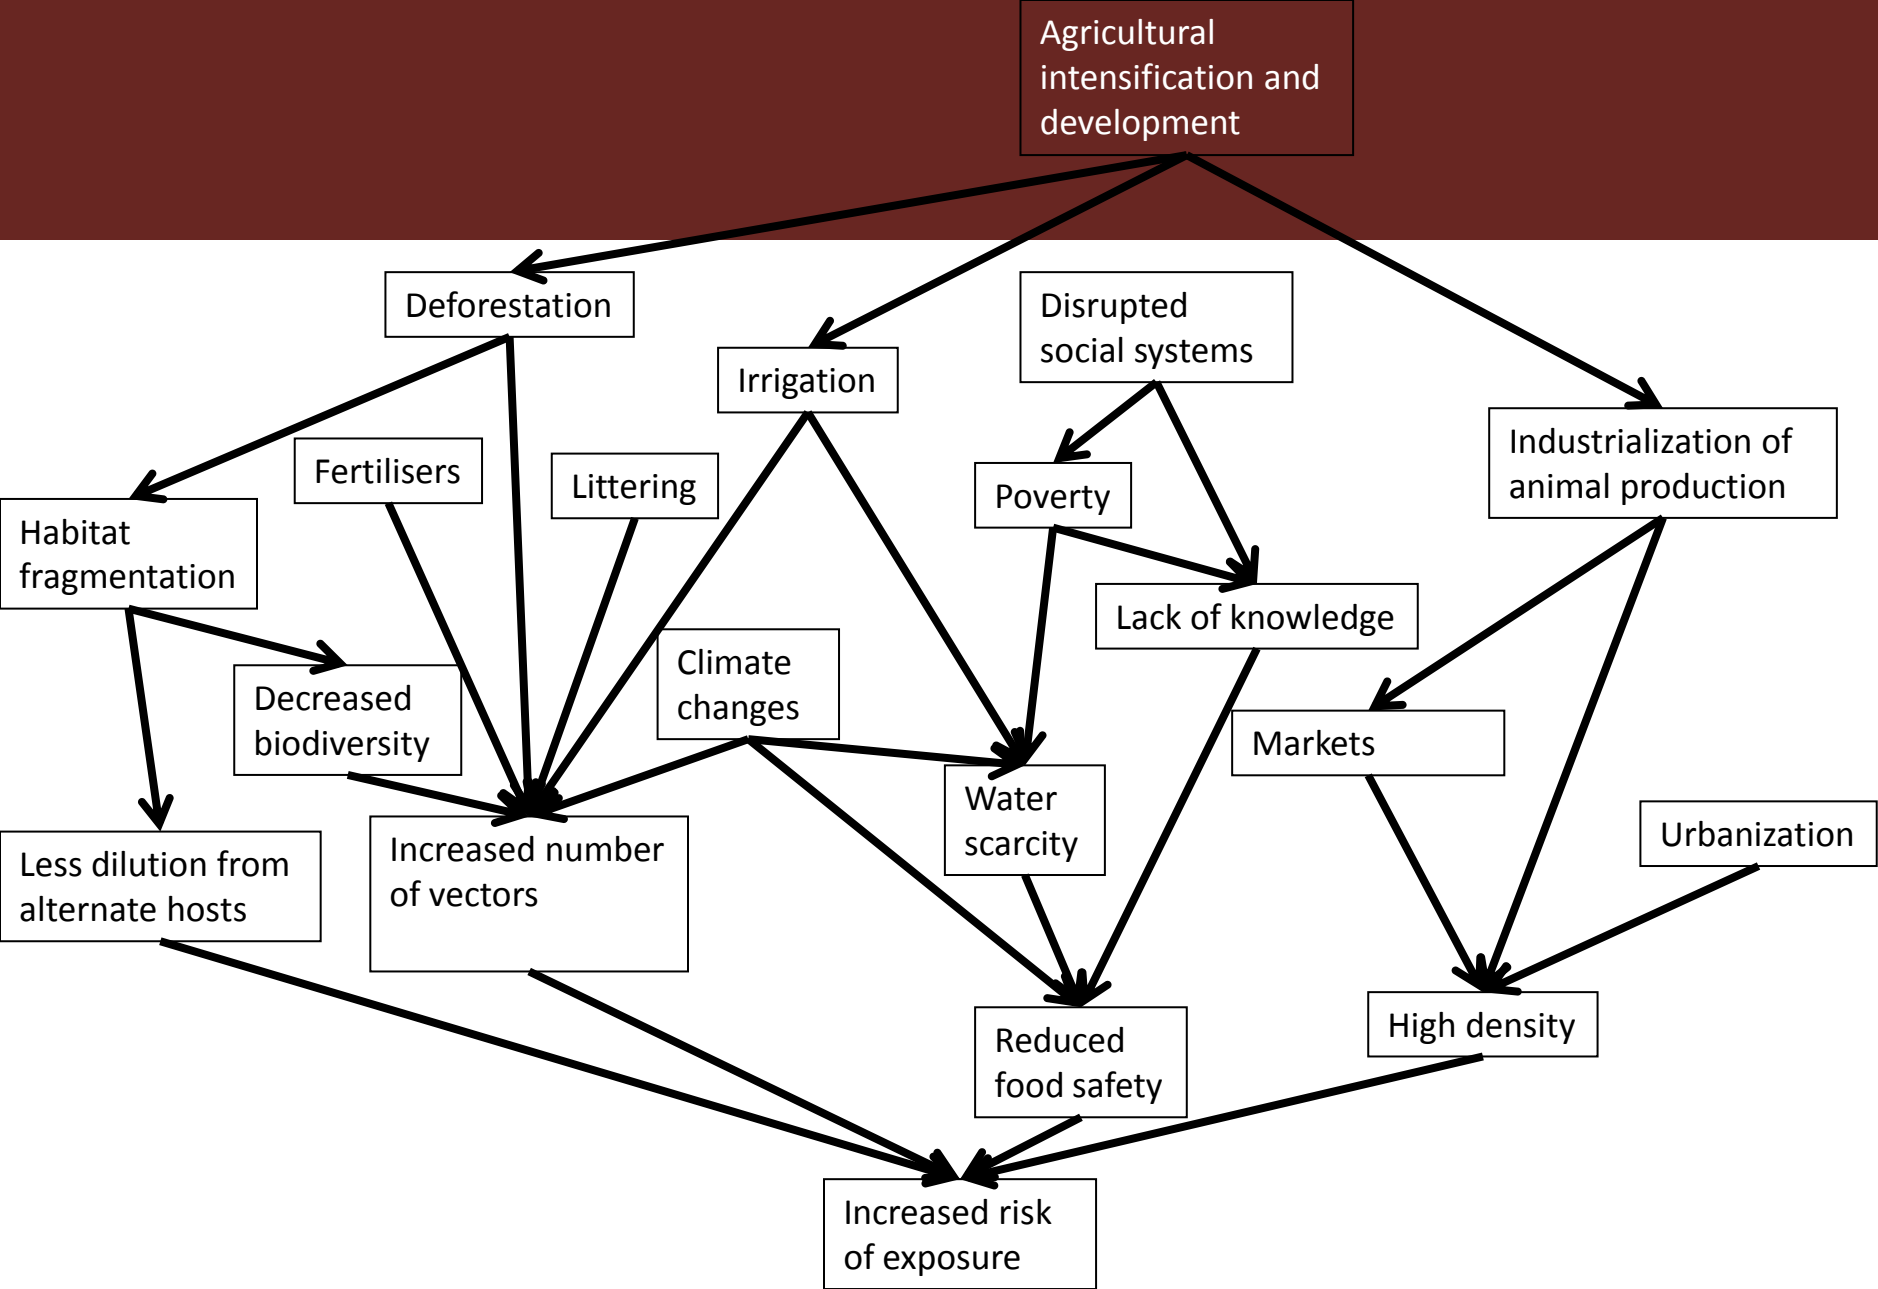 Agricultural
intensification and
development
Deforestation
Disrupted
social systems
Irrigation
Industrialization of
animal production
Fertilisers
Littering
Poverty
Habitat
fragmentation
Lack of knowledge
Climate
changes
Decreased
biodiversity
Markets
Water
scarcity
Urbanization
Increased number
of vectors
Less dilution from
alternate hosts
High density
Reduced
food safety
Increased risk
of exposure